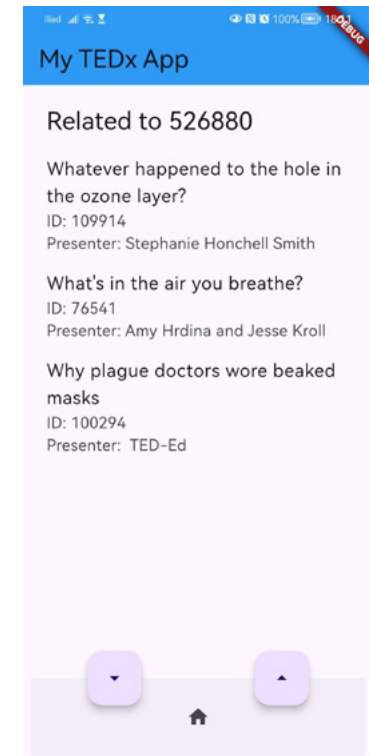 Iliad 100% 18
DEBUG
My TEDx App
Related to 526880
Whatever happened to the hole in
the ozone layer?
ID: 109914
Presenter: Stephanie Honchell Smith
What's in the air you breathe?
ID: 76541
Presenter: Amy Hrdina and Jesse Kroll
Why plague doctors wore beaked
masks
ID: 100294
Presenter: TED-Ed